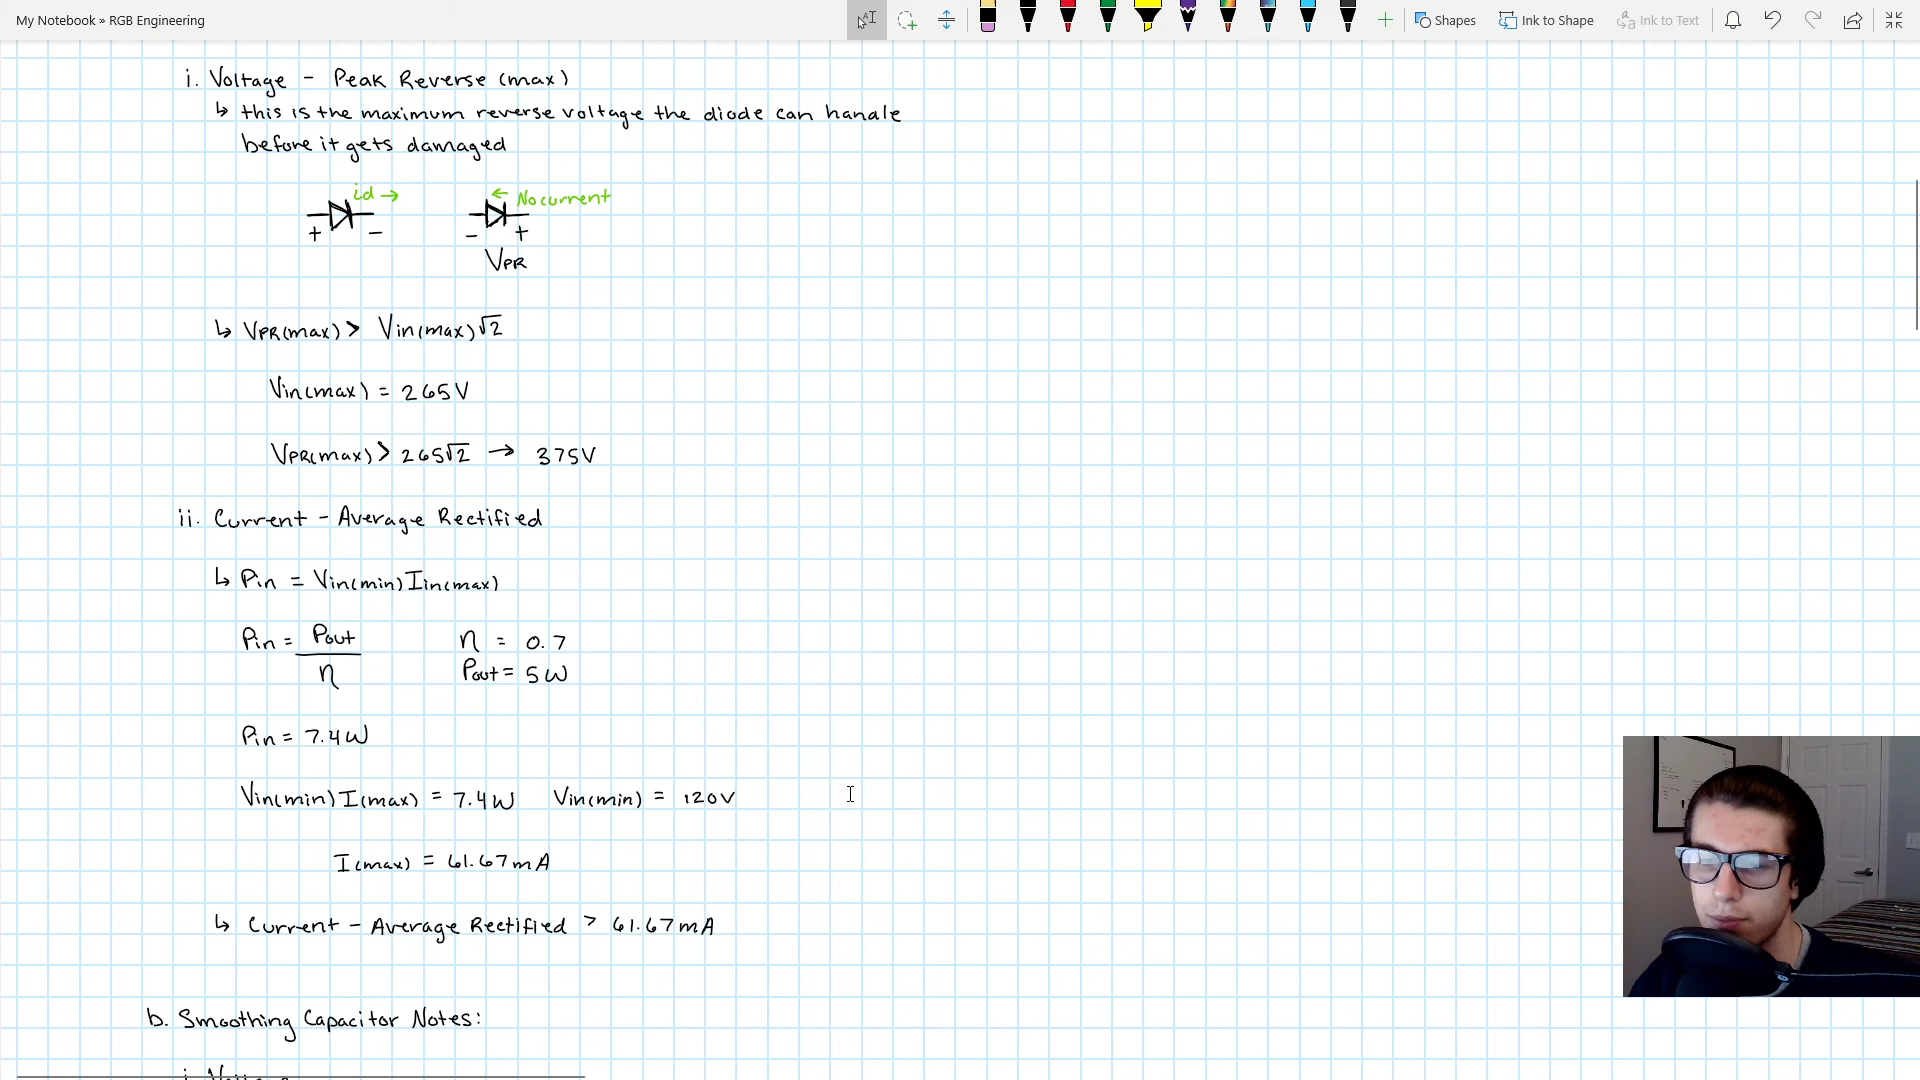 My Notebook » RGB Engineering
Shapes Ink to Shape Ink to Text
i. Voltage - Peak Reverse (max)
↳ this is the maximum reverse voltage the diode can handle
before it gets damaged
id → ← No current
+ - - +
VPR
↳ VPR(max) > Vin(max)√2
Vin(max) = 265V
VPR(max) > 265√2 → 375V
ii. Current - Average Rectified
↳ Pin = Vin(min) Iin(max)
Pin = Pout / η η = 0.7
Pout = 5W
Pin = 7.4W
Vin(min) I(max) = 7.4W Vin(min) = 120V
I(max) = 61.67mA
↳ Current - Average Rectified > 61.67mA
b. Smoothing Capacitor Notes: